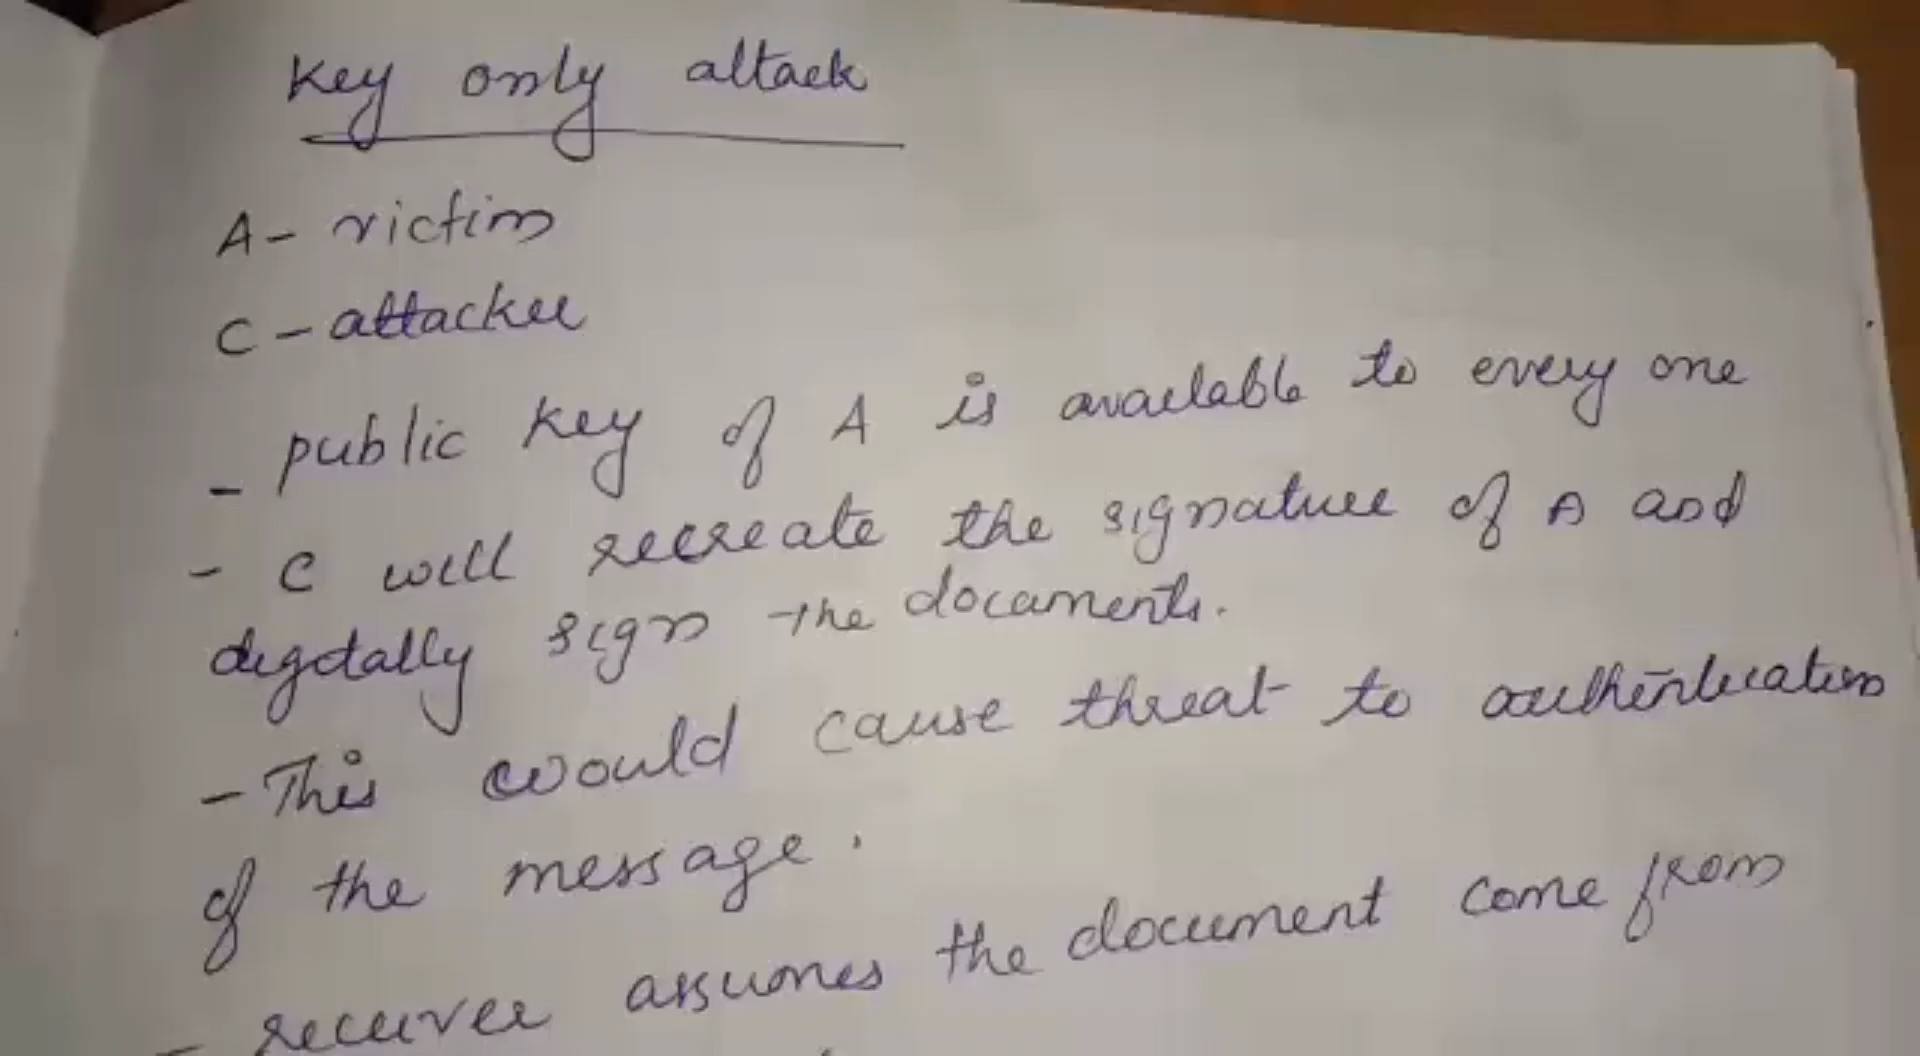 Key only attack
A - victim
C - attacker
- public key of A is available to every one
- C will recreate the signature of A and
digitally sign the documents.
- This would cause threat to authentication
of the message.
- receiver assumes the document come from